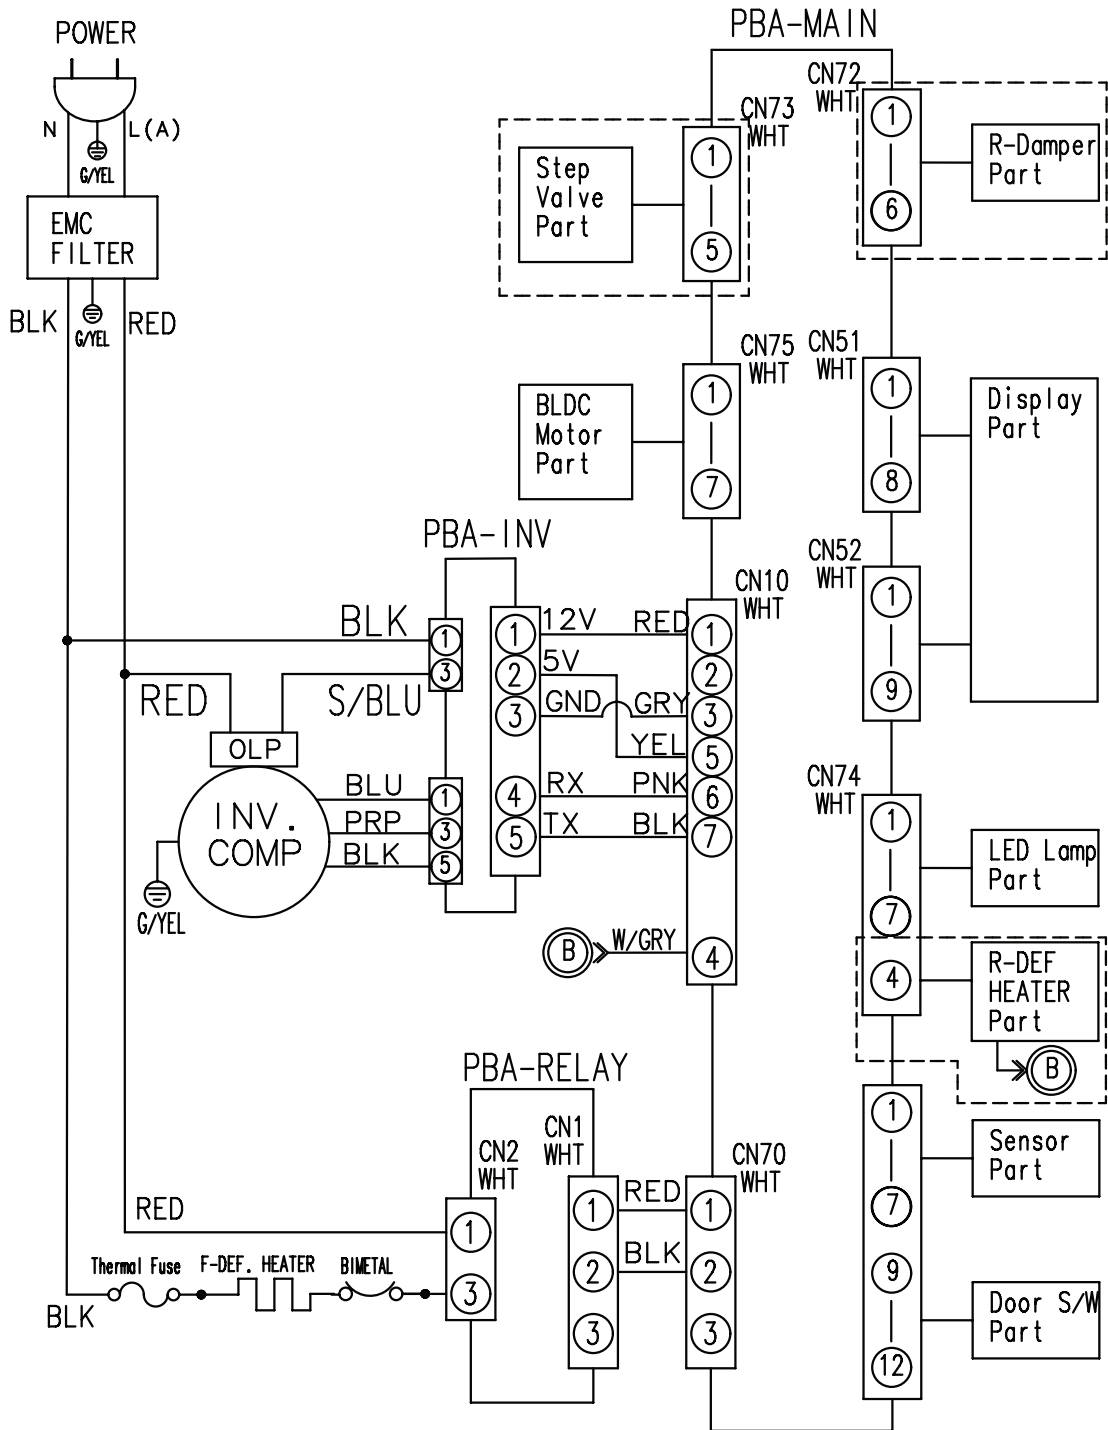 POWER
PBA-MAIN
N
L(A)
G/YEL
EMC
FILTER
BLK
G/YEL
RED
CN73
WHT
Step
Valve
Part
1
5
CN72
WHT
1
6
R-Damper
Part
CN75
WHT
BLDC
Motor
Part
1
7
CN51
WHT
1
8
Display
Part
CN52
WHT
1
9
PBA-INV
BLK
1
3
RED
S/BLU
OLP
INV.
COMP
G/YEL
BLU
1
PRP
3
BLK
5
CN10
WHT
1
12V
RED
1
2
5V
2
3
GND
GRY
3
YEL
5
4
RX
PNK
6
5
TX
BLK
7
B
W/GRY
4
CN74
WHT
1
7
LED Lamp
Part
4
R-DEF
HEATER
Part
B
1
7
Sensor
Part
9
12
Door S/W
Part
PBA-RELAY
CN2
WHT
CN1
WHT
CN70
WHT
RED
1
1
RED
1
2
BLK
2
3
3
Thermal Fuse
F-DEF. HEATER
BIMETAL
BLK
3